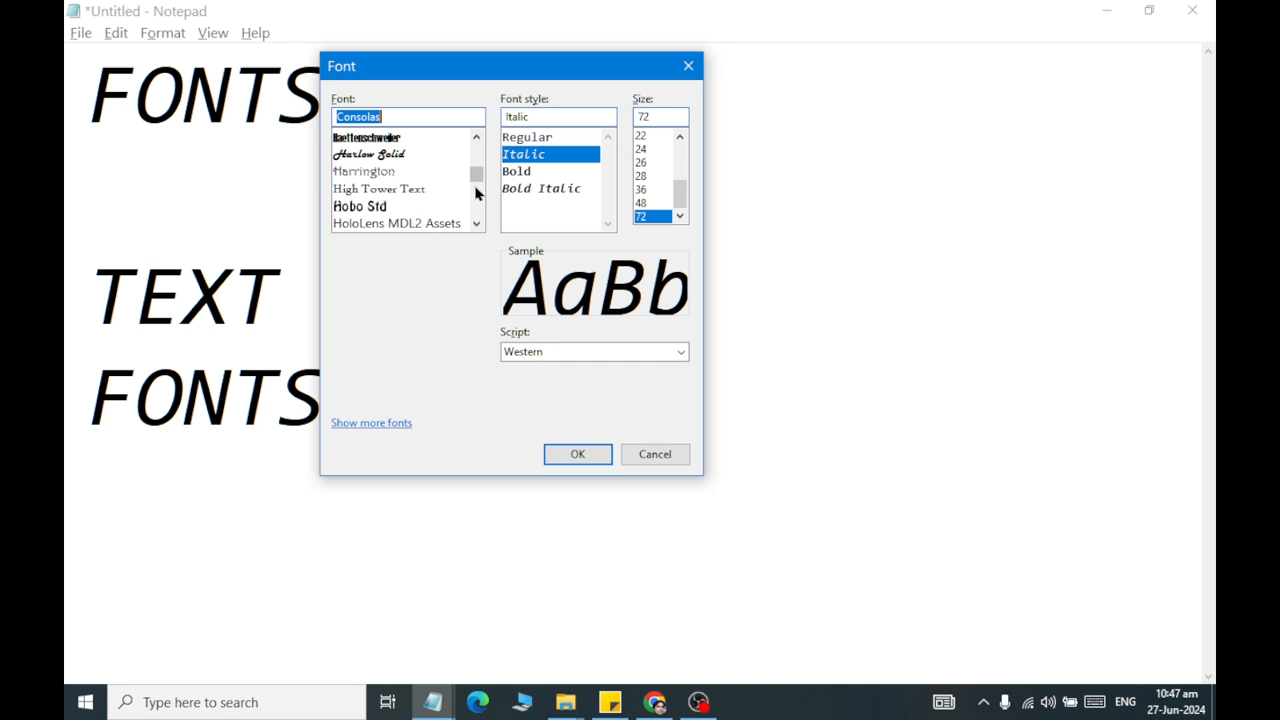 *Untitled - Notepad
File Edit Format View Help
FONTS
TEXT
FONTS
Font
Font:
Consolas
Haettenschweiler
Harlow Solid
Harrington
High Tower Text
Hobo Std
HoloLens MDL2 Assets
Font style:
Italic
Regular
Italic
Bold
Bold Italic
Size:
72
22
24
26
28
36
48
72
Sample
AaBb
Script:
Western
Show more fonts
OK
Cancel
Type here to search
ENG
10:47 am
27-Jun-2024